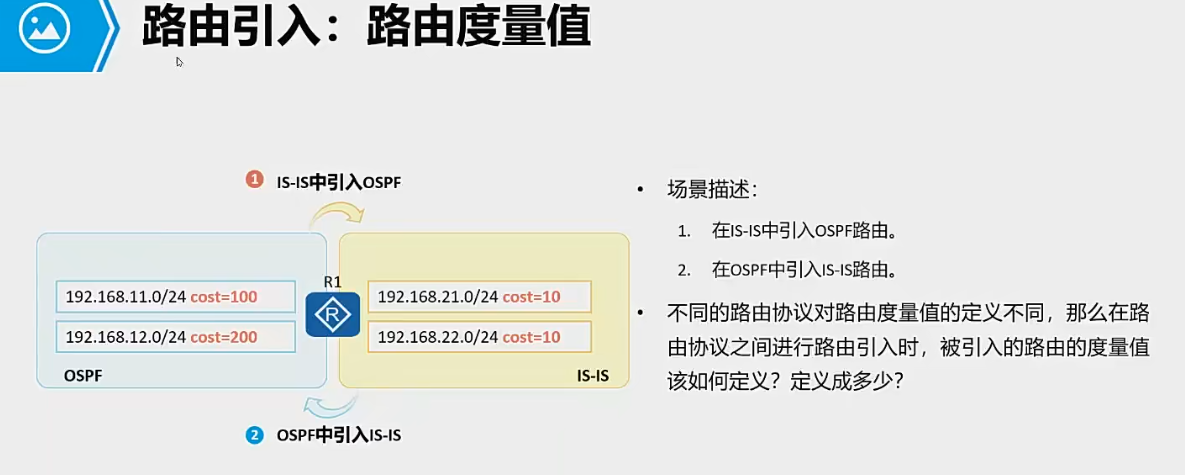 路由引入：路由度量值
1 IS-IS中引入OSPF
R1
192.168.11.0/24 cost=100
192.168.12.0/24 cost=200
OSPF
R
192.168.21.0/24 cost=10
192.168.22.0/24 cost=10
IS-IS
2 OSPF中引入IS-IS
• 场景描述：
1. 在IS-IS中引入OSPF路由。
2. 在OSPF中引入IS-IS路由。
• 不同的路由协议对路由度量值的定义不同，那么在路
由协议之间进行路由引入时，被引入的路由的度量值
该如何定义？定义成多少？